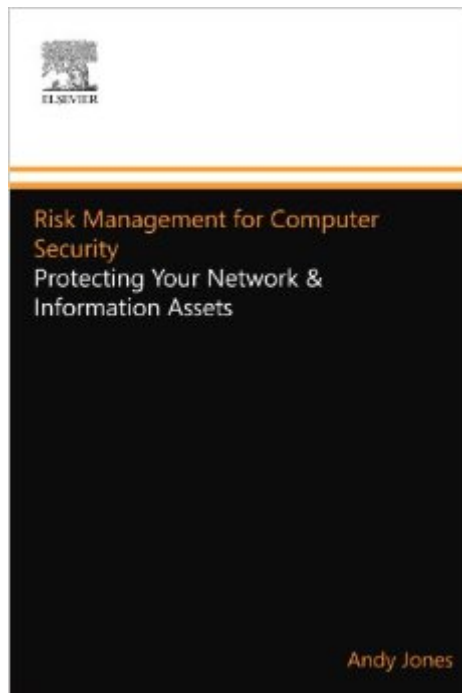 ELSEVIER
Risk Management for Computer
Security
Protecting Your Network &
Information Assets
Andy Jones